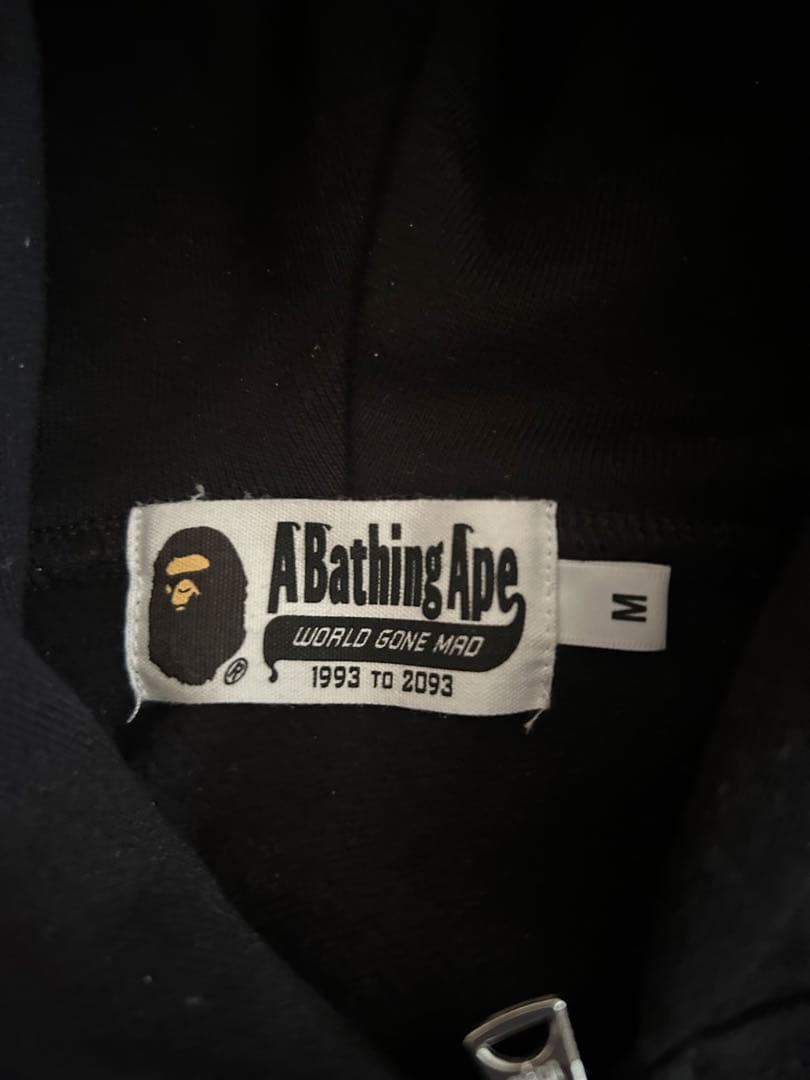 A Bathing Ape
WORLD GONE MAD
1993 TO 2093
®
M